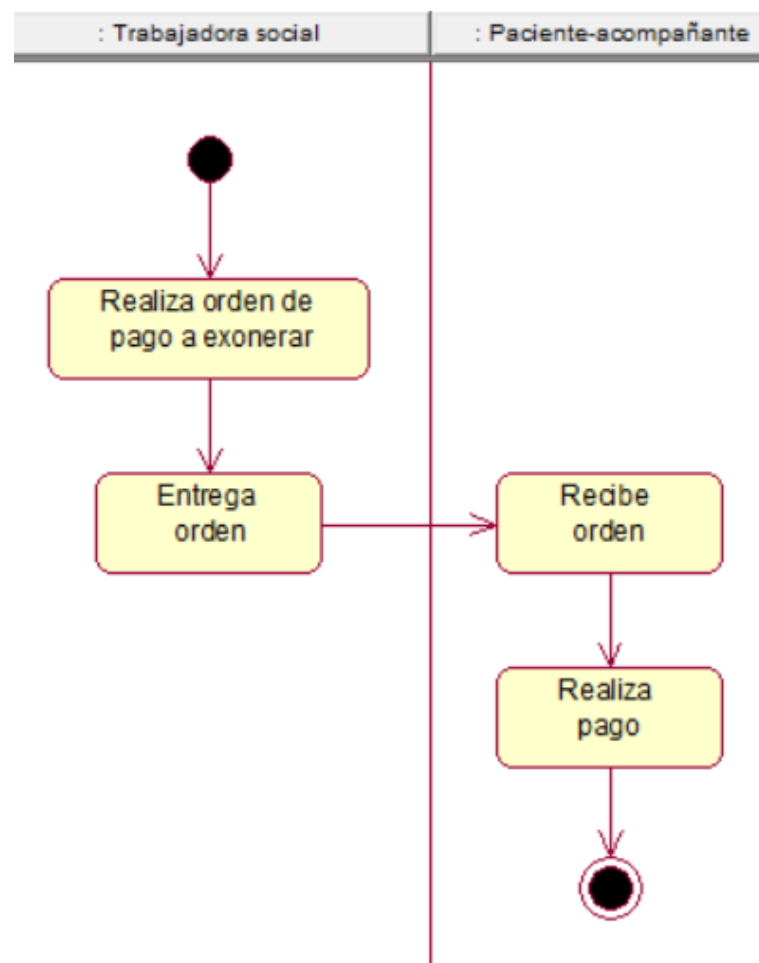 : Trabajadora social
: Paciente-acompañante
Realiza orden de
pago a exonerar
Entrega
orden
Recibe
orden
Realiza
pago